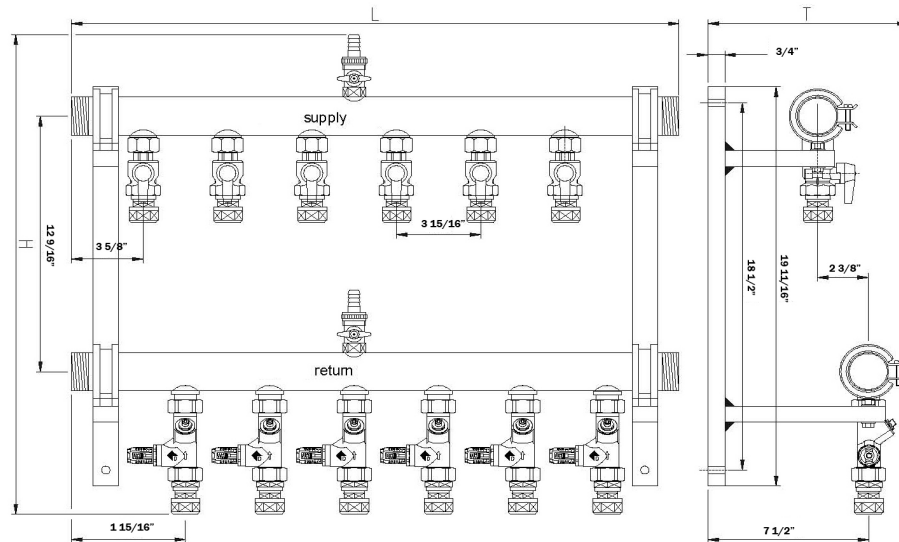 L
T
3/4"
supply
H
12 9/16"
3 5/8"
3 15/16"
18 1/2"
19 11/16"
2 3/8"
return
1 15/16"
7 1/2"